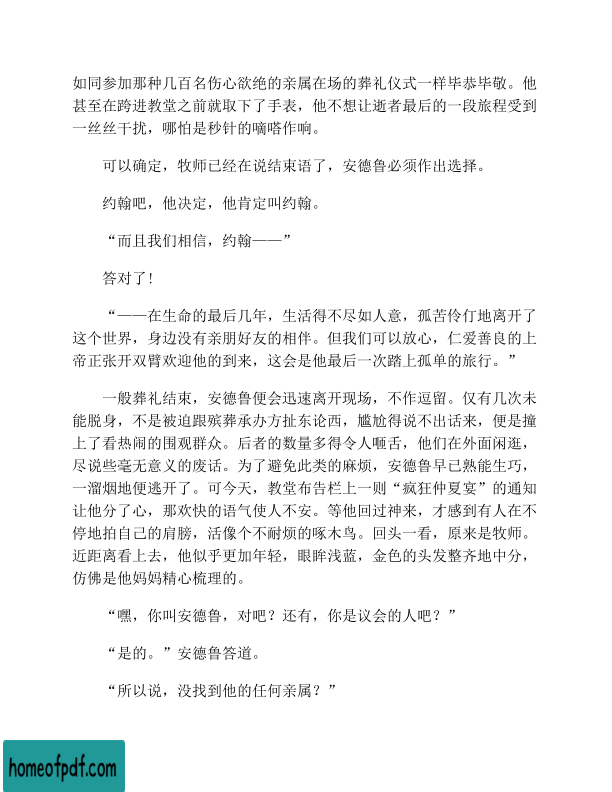 如同参加那种几百名伤心欲绝的亲属在场的葬礼仪式一样毕恭毕敬。他
甚至在跨进教堂之前就取下了手表，他不想让逝者最后的一段旅程受到
一丝丝干扰，哪怕是秒针的嘀嗒作响。
可以确定，牧师已经在说结束语了，安德鲁必须作出选择。
约翰吧，他决定，他肯定叫约翰。
“而且我们相信，约翰——”
答对了！
“——在生命的最后几年，生活得不尽如人意，孤苦伶仃地离开了
这个世界，身边没有亲朋好友的相伴。但我们可以放心，仁爱善良的上
帝正张开双臂欢迎他的到来，这会是他最后一次踏上孤单的旅行。”
一般葬礼结束，安德鲁便会迅速离开现场，不作逗留。仅有几次未
能脱身，不是被迫跟殡葬承办方扯东论西，尴尬得说不出话来，便是撞
上了看热闹的围观群众。后者的数量多得令人咂舌，他们在外面闲逛，
尽说些毫无意义的废话。为了避免此类的麻烦，安德鲁早已熟能生巧，
一溜烟地便逃开了。可今天，教堂布告栏上一则“疯狂仲夏宴”的通知
让他分了心，那欢快的语气使人不安。等他回过神来，才感到有人在不
停地拍自己的肩膀，活像个不耐烦的啄木鸟。回头一看，原来是牧师。
近距离看上去，他似乎更加年轻，眼眸浅蓝，金色的头发整齐地中分，
仿佛是他妈妈精心梳理的。
“嘿，你叫安德鲁，对吧？还有，你是议会的人吧？”
“是的。”安德鲁答道。
“所以说，没找到他的任何亲属？”
homeofpdf.com